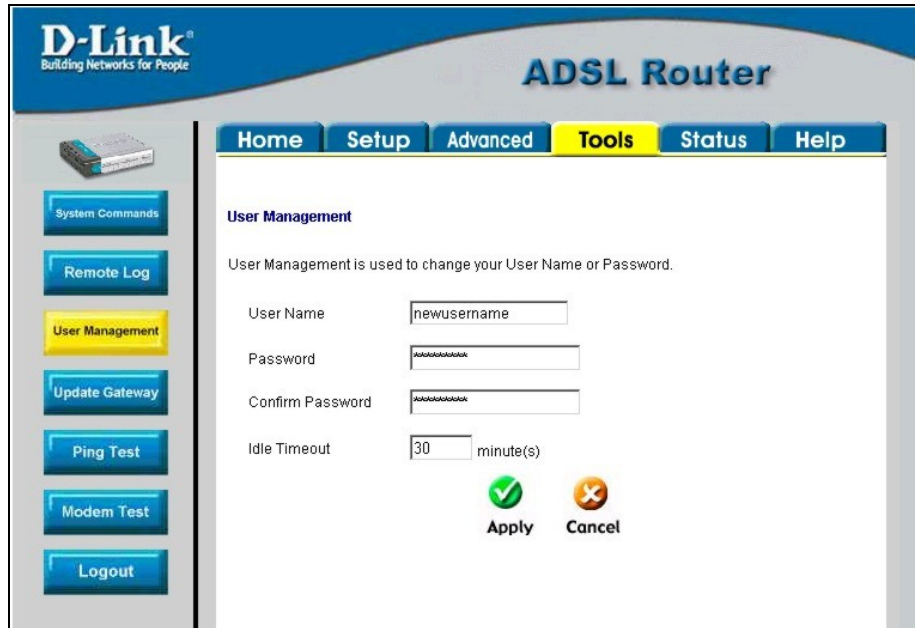 D-Link®
Building Networks for People
ADSL Router
Home Setup Advanced Tools Status Help
System Commands
Remote Log
User Management
Update Gateway
Ping Test
Modem Test
Logout
User Management
User Management is used to change your User Name or Password.
User Name newusername
Password *********
Confirm Password *********
Idle Timeout 30 minute(s)
Apply Cancel